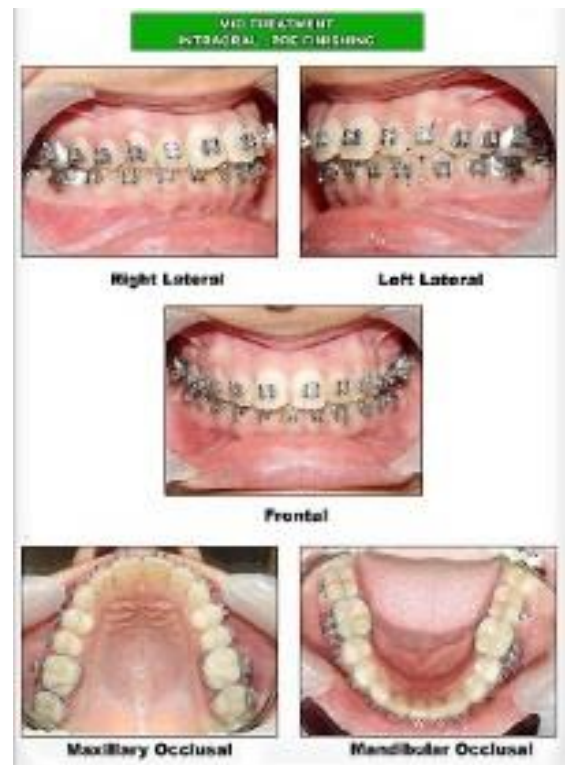 MID TREATMENT
INTRAORAL - PRE FINISHING
Right Lateral
Left Lateral
Frontal
Maxillary Occlusal
Mandibular Occlusal